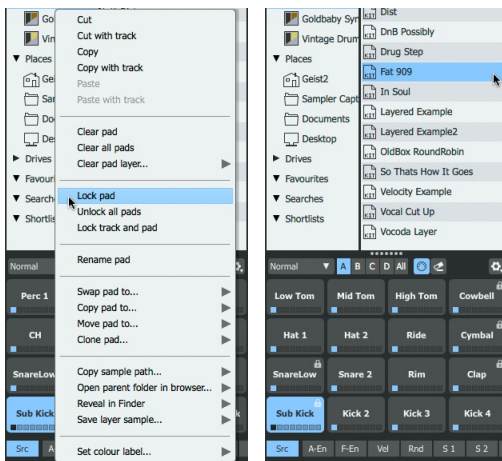 Goldbaby Syn
Vintage Drum
Places
Geist2
Sampler Capt
Documents
Desktop
Drives
Favourites
Searches
Shortlists
Normal
Perc 1
CH
SnareLow
Sub Kick
Src
Cut
Cut with track
Copy
Copy with track
Paste
Paste with track
Clear pad
Clear all pads
Clear pad layer...
Lock pad
Unlock all pads
Lock track and pad
Rename pad
Swap pad to...
Copy pad to...
Move pad to...
Clone pad...
Copy sample path...
Open parent folder in browser...
Reveal in Finder
Save layer sample...
Set colour label...
Dist
DnB Possibly
Drug Step
Fat 909
In Soul
Layered Example
Layered Example2
OldBox RoundRobin
So Thats How It Goes
Velocity Example
Vocal Cut Up
Vocoda Layer
Normal A B C D All
Low Tom Mid Tom High Tom Cowbell
Hat 1 Hat 2 Ride Cymbal
SnareLow Snare 2 Rim Clap
Sub Kick Kick 2 Kick 3 Kick 4
Src A-En F-En Vel Rnd S 1 S 2